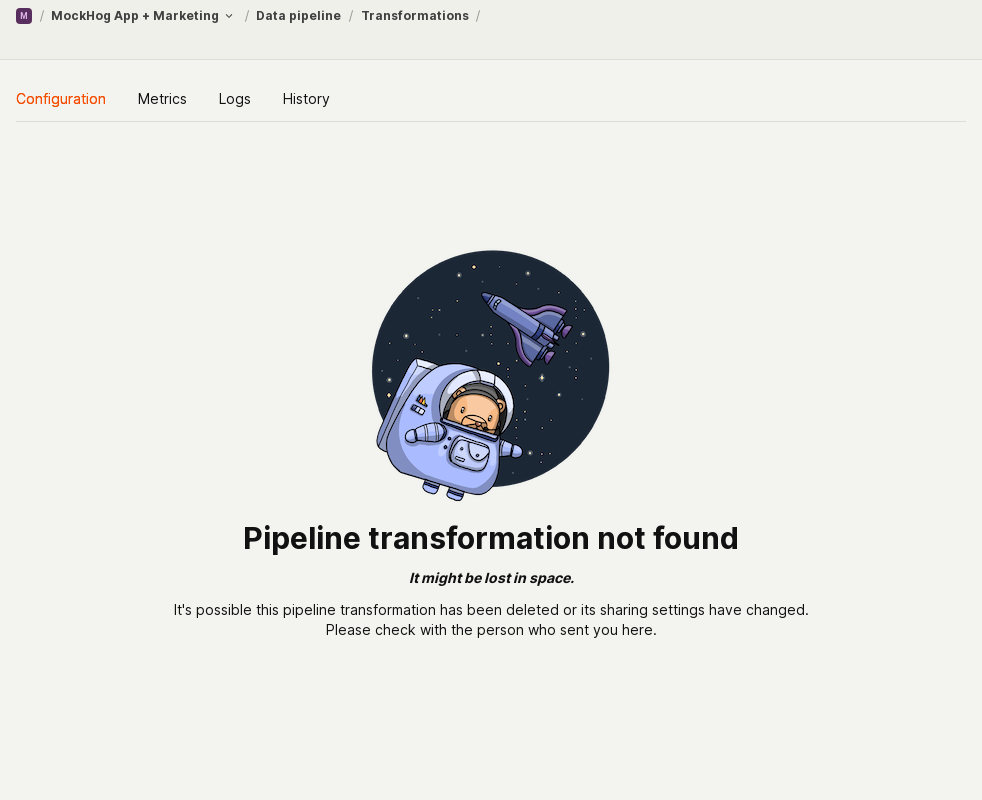 M / MockHog App + Marketing / Data pipeline / Transformations /
Configuration Metrics Logs History
Pipeline transformation not found
It might be lost in space.
It's possible this pipeline transformation has been deleted or its sharing settings have changed.
Please check with the person who sent you here.